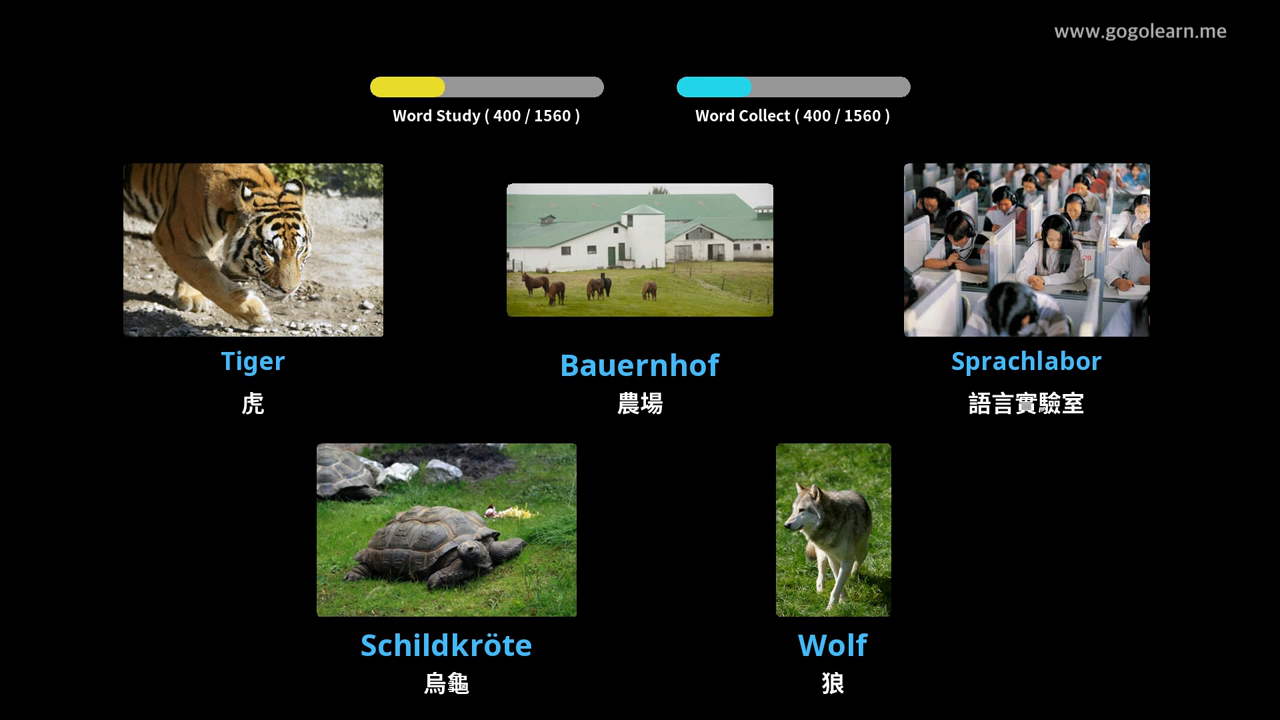 www.gogolearn.me
Word Study ( 400 / 1560 )
Word Collect ( 400 / 1560 )
Tiger
虎
Bauernhof
農場
Sprachlabor
語言實驗室
Schildkröte
烏龜
Wolf
狼